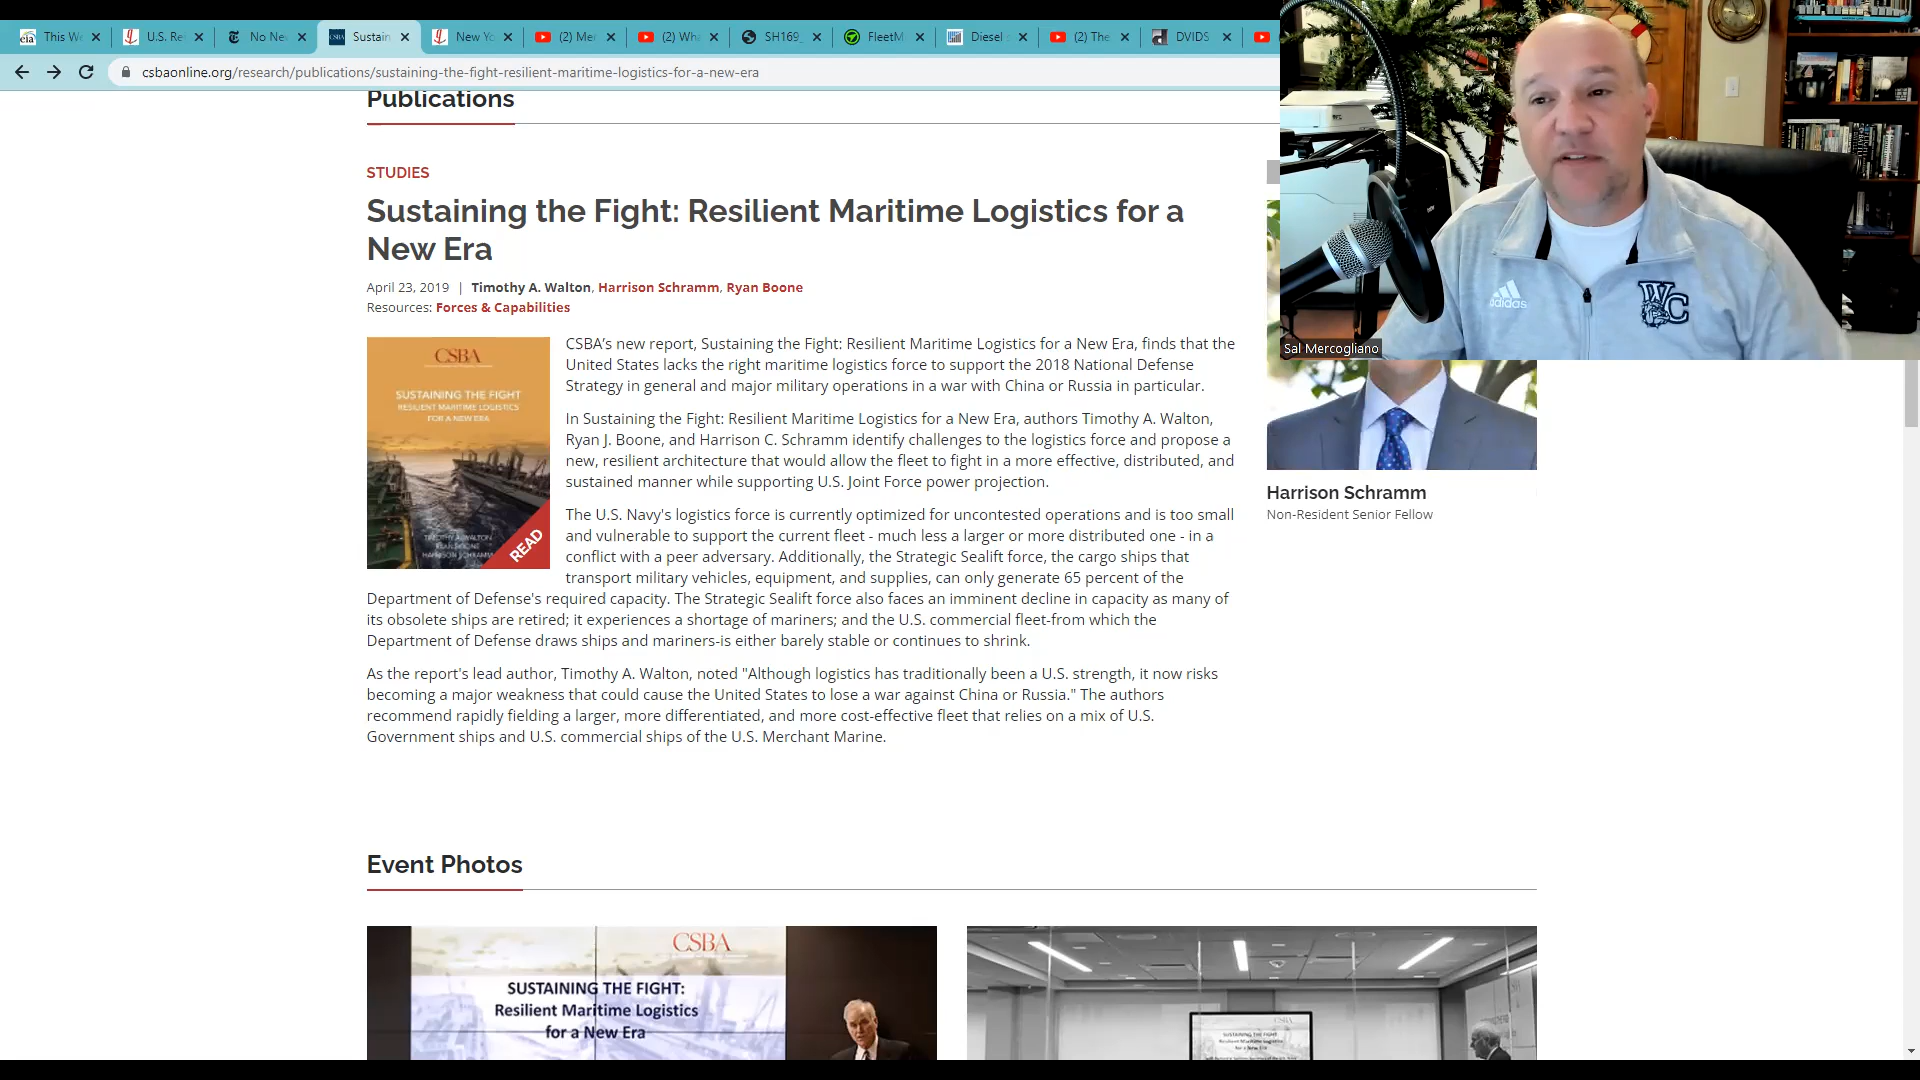 eia This W
U.S. Re
No Ne
CSBA Sustain
New Yo
(2) Me
(2) Wha
SH169_
FleetM
Diesel
(2) The
DVIDS
csbaonline.org/research/publications/sustaining-the-fight-resilient-maritime-logistics-for-a-new-era
Publications
STUDIES
Sustaining the Fight: Resilient Maritime Logistics for a
New Era
April 23, 2019 | Timothy A. Walton, Harrison Schramm, Ryan Boone
Resources: Forces & Capabilities
CSBA
SUSTAINING THE FIGHT
RESILIENT MARITIME LOGISTICS
FOR A NEW ERA
TIMOTHY A. WALTON
RYAN BOONE
HARRISON SCHRAMM
READ
CSBA’s new report, Sustaining the Fight: Resilient Maritime Logistics for a New Era, finds that the
United States lacks the right maritime logistics force to support the 2018 National Defense
Strategy in general and major military operations in a war with China or Russia in particular.
In Sustaining the Fight: Resilient Maritime Logistics for a New Era, authors Timothy A. Walton,
Ryan J. Boone, and Harrison C. Schramm identify challenges to the logistics force and propose a
new, resilient architecture that would allow the fleet to fight in a more effective, distributed, and
sustained manner while supporting U.S. Joint Force power projection.
The U.S. Navy's logistics force is currently optimized for uncontested operations and is too small
and vulnerable to support the current fleet - much less a larger or more distributed one - in a
conflict with a peer adversary. Additionally, the Strategic Sealift force, the cargo ships that
transport military vehicles, equipment, and supplies, can only generate 65 percent of the
Department of Defense's required capacity. The Strategic Sealift force also faces an imminent decline in capacity as many of
its obsolete ships are retired; it experiences a shortage of mariners; and the U.S. commercial fleet-from which the
Department of Defense draws ships and mariners-is either barely stable or continues to shrink.
As the report's lead author, Timothy A. Walton, noted "Although logistics has traditionally been a U.S. strength, it now risks
becoming a major weakness that could cause the United States to lose a war against China or Russia." The authors
recommend rapidly fielding a larger, more differentiated, and more cost-effective fleet that relies on a mix of U.S.
Government ships and U.S. commercial ships of the U.S. Merchant Marine.
adidas
WC
Sal Mercogliano
Harrison Schramm
Non-Resident Senior Fellow
Event Photos
CSBA
SUSTAINING THE FIGHT:
Resilient Maritime Logistics
for a New Era
CSBA
SUSTAINING THE FIGHT:
Resilient Maritime Logistics
for a New Era